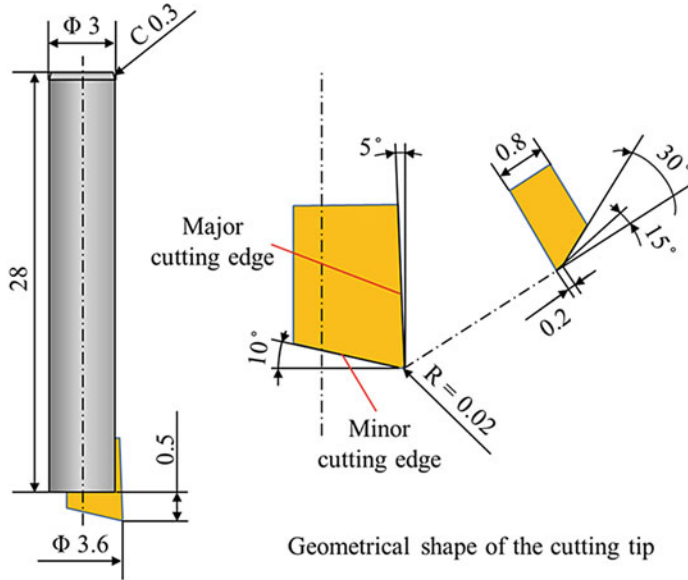 Φ 3
C 0.3
28
0.5
Φ 3.6
5°
Major
cutting edge
10°
Minor
cutting edge
R = 0.02
0.8
30°
15°
0.2
Geometrical shape of the cutting tip